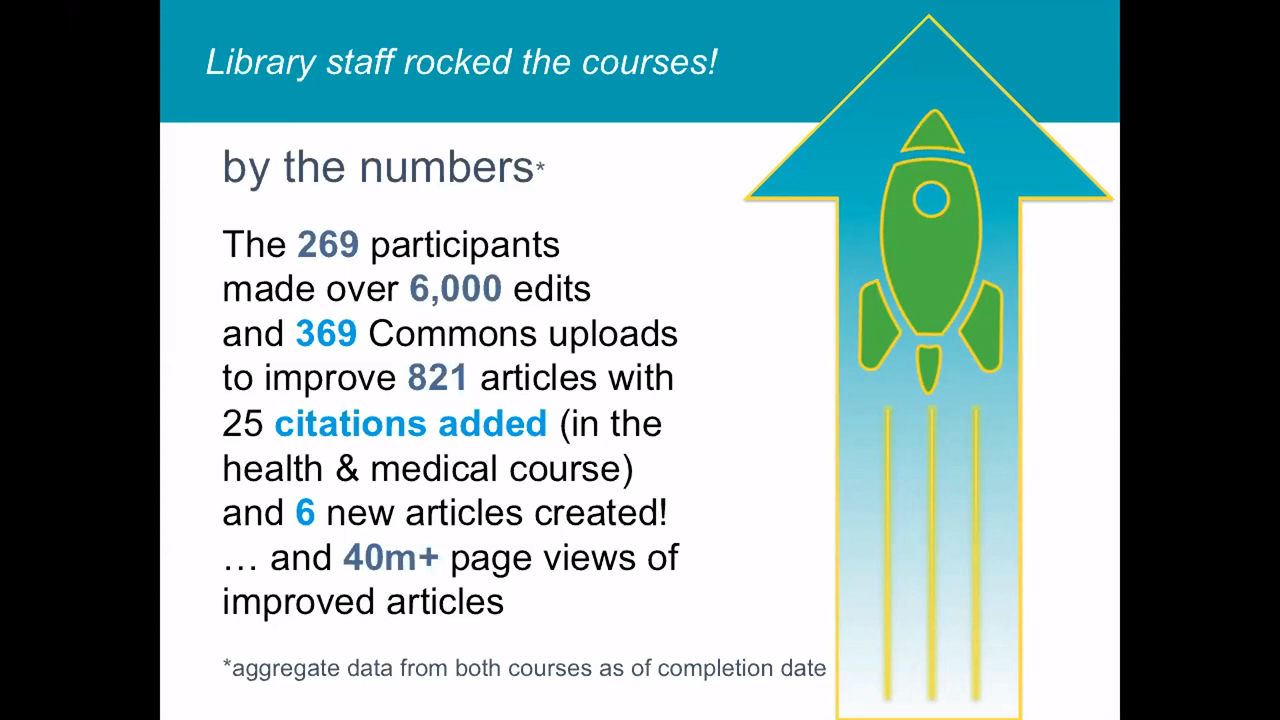 Library staff rocked the courses!
by the numbers*
The 269 participants
made over 6,000 edits
and 369 Commons uploads
to improve 821 articles with
25 citations added (in the
health & medical course)
and 6 new articles created!
… and 40m+ page views of
improved articles
*aggregate data from both courses as of completion date